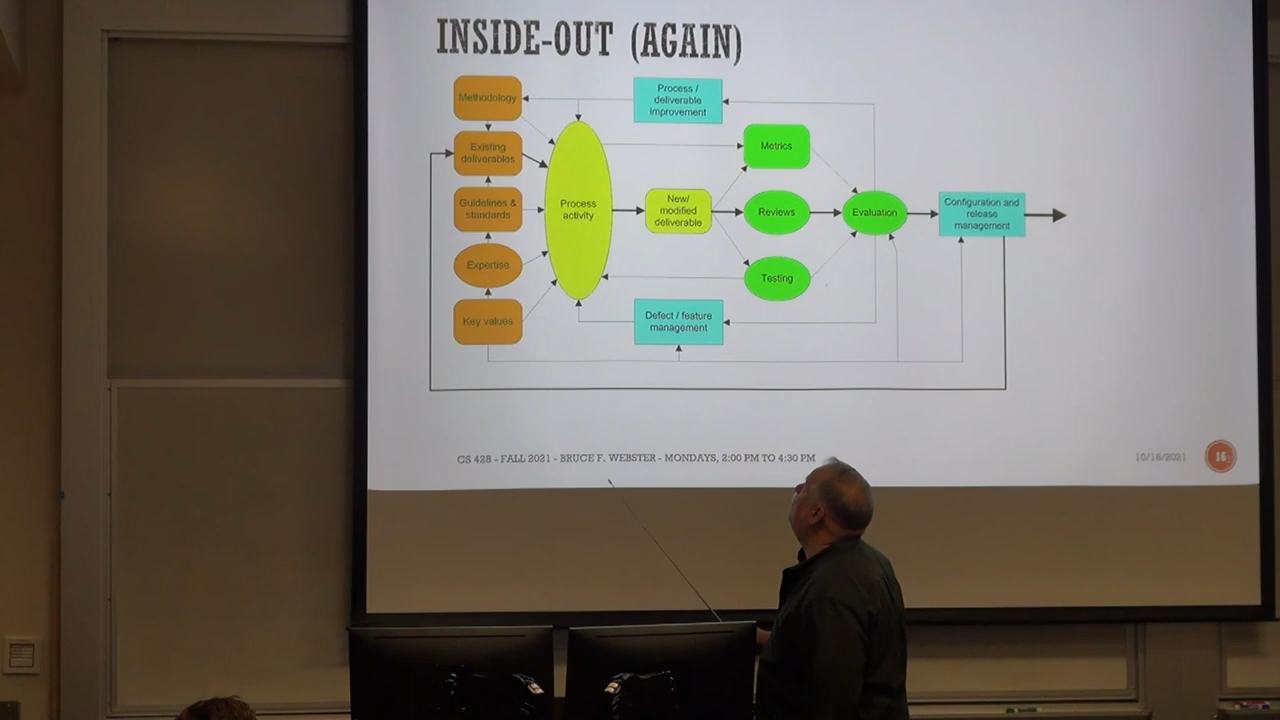 INSIDE-OUT (AGAIN)
Methodology
Process /
deliverable
improvement
Existing
deliverables
Metrics
Guidelines &
standards
Process
activity
New/
modified
deliverable
Reviews
Evaluation
Configuration and
release
management
Expertise
Testing
Key values
Defect / feature
management
CS 428 - FALL 2021 - BRUCE F. WEBSTER - MONDAYS, 2:00 PM TO 4:30 PM
10/18/2021
16